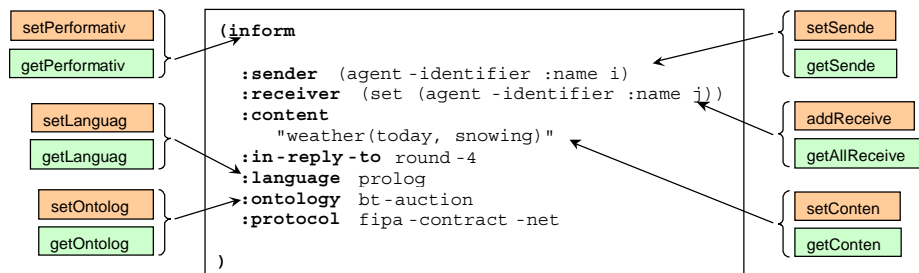 setPerformativ
getPerformativ
setLanguag
getLanguag
setOntolog
getOntolog
(inform
:sender (agent-identifier :name i)
:receiver (set (agent-identifier :name j))
:content
"weather(today, snowing)"
:in-reply-to round-4
:language prolog
:ontology bt-auction
:protocol fipa-contract-net
)
setSende
getSende
addReceive
getAllReceive
setConten
getConten